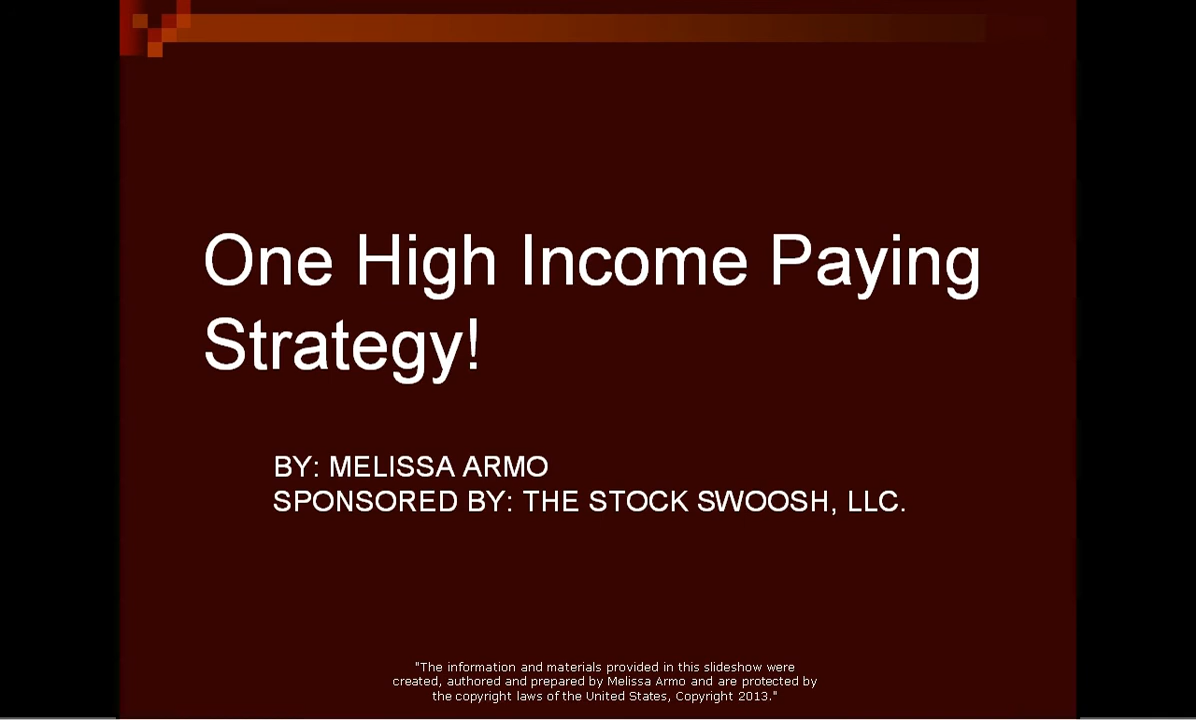 One High Income Paying
Strategy!
BY: MELISSA ARMO
SPONSORED BY: THE STOCK SWOOSH, LLC.
"The information and materials provided in this slideshow were
created, authored and prepared by Melissa Armo and are protected by
the copyright laws of the United States, Copyright 2013."